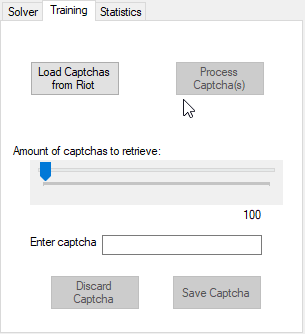 Solver Training Statistics
Load Captchas
from Riot
Process
Captcha(s)
Amount of captchas to retrieve:
100
Enter captcha
Discard
Captcha
Save Captcha